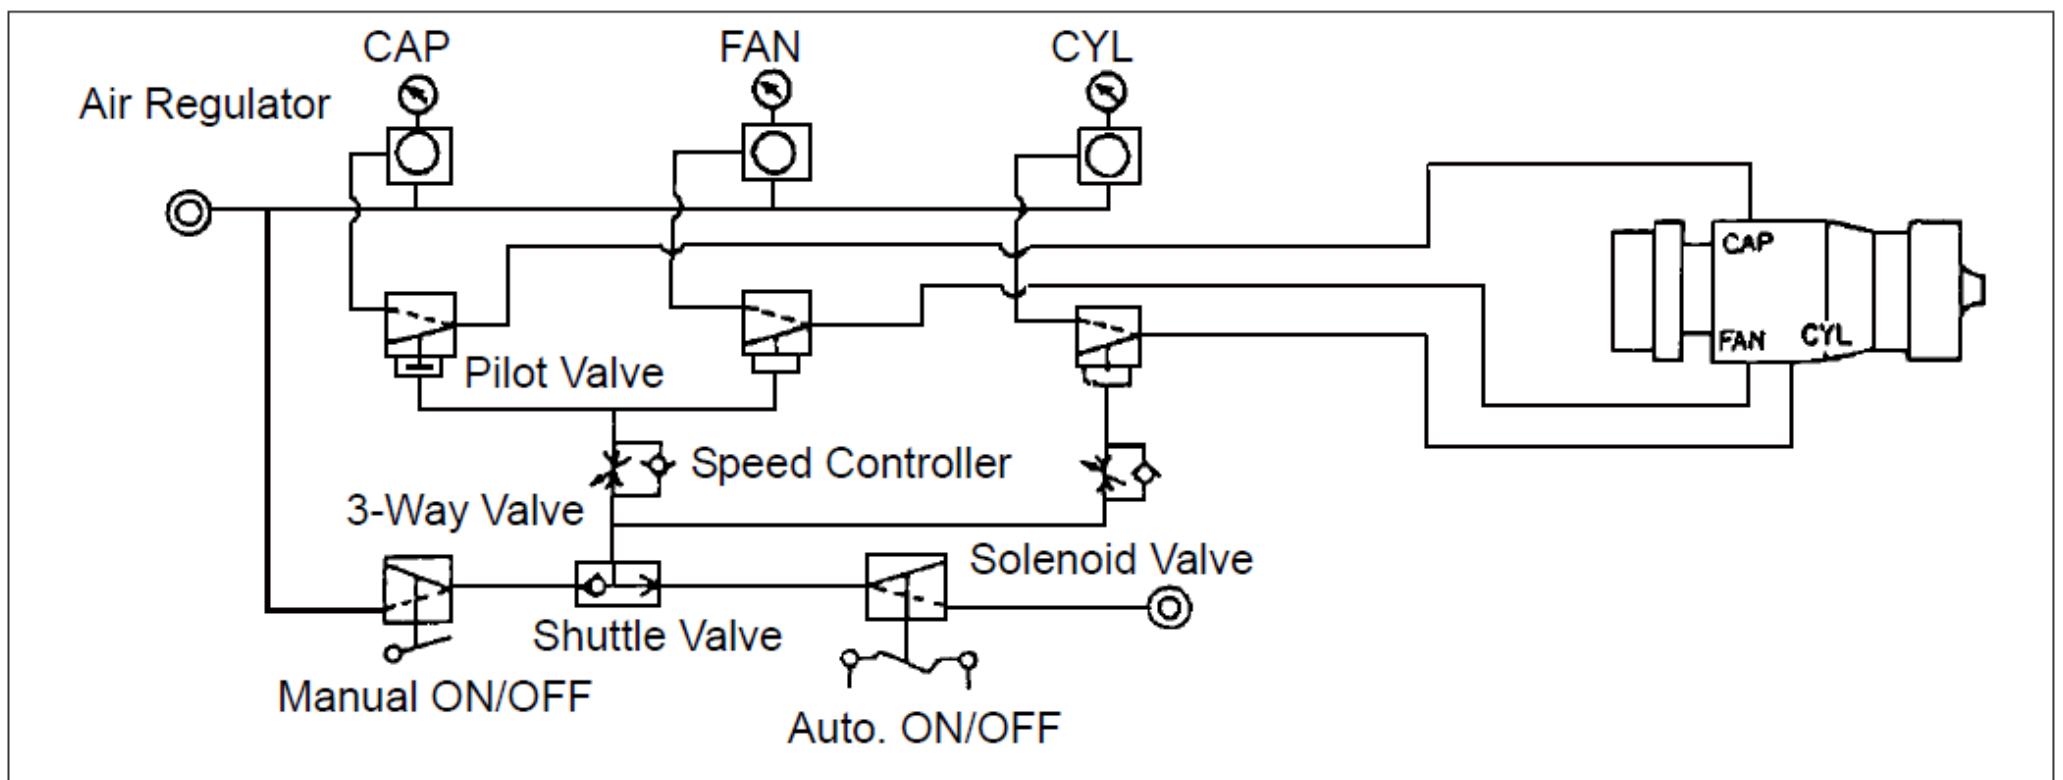 CAP
FAN
CYL
Air Regulator
CAP
FAN
CYL
Pilot Valve
Speed Controller
3-Way Valve
Solenoid Valve
Shuttle Valve
Manual ON/OFF
Auto. ON/OFF